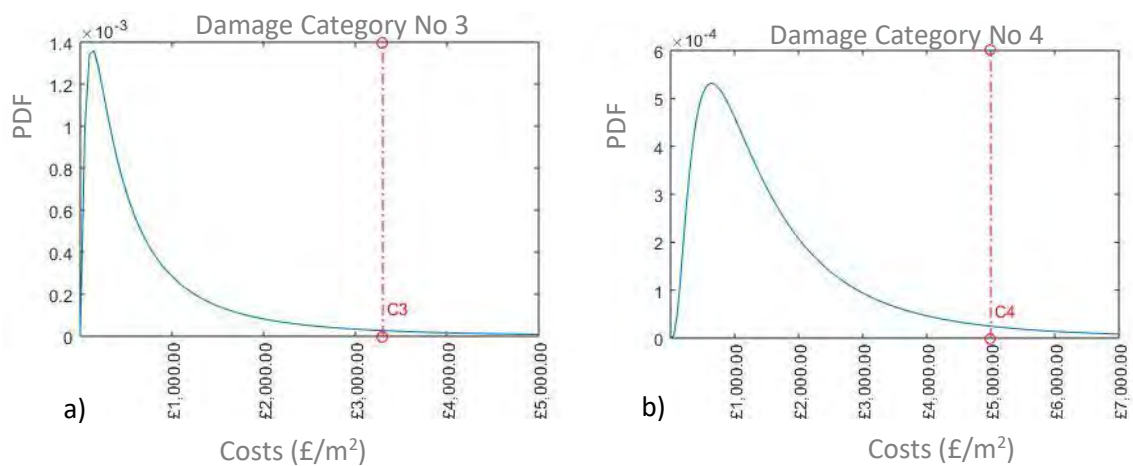 Damage Category No 3
×10⁻³
1.4
1.2
1
0.8
0.6
0.4
0.2
0
PDF
C3
£1,000.00
£2,000.00
£3,000.00
£4,000.00
£5,000.00
a)
Costs (£/m²)
Damage Category No 4
×10⁻⁴
6
5
4
3
2
1
0
PDF
C4
£1,000.00
£2,000.00
£3,000.00
£4,000.00
£5,000.00
£6,000.00
£7,000.00
b)
Costs (£/m²)